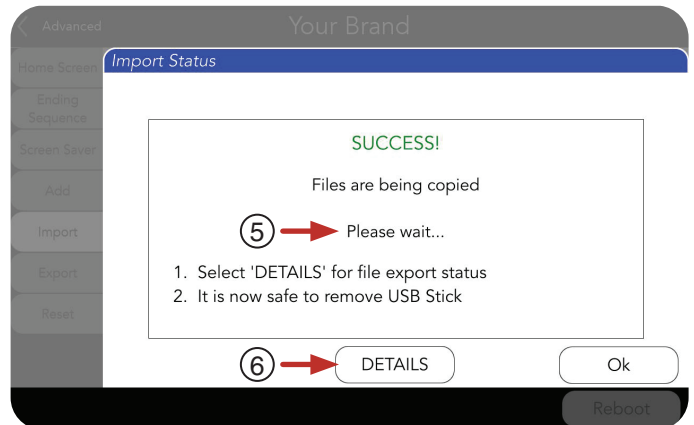 Advanced
Your Brand
Home Screen
Import Status
Ending
Sequence
Screen Saver
Add
Import
Export
Reset
SUCCESS!
Files are being copied
5
Please wait...
1. Select 'DETAILS' for file export status
2. It is now safe to remove USB Stick
6
DETAILS
Ok
Reboot